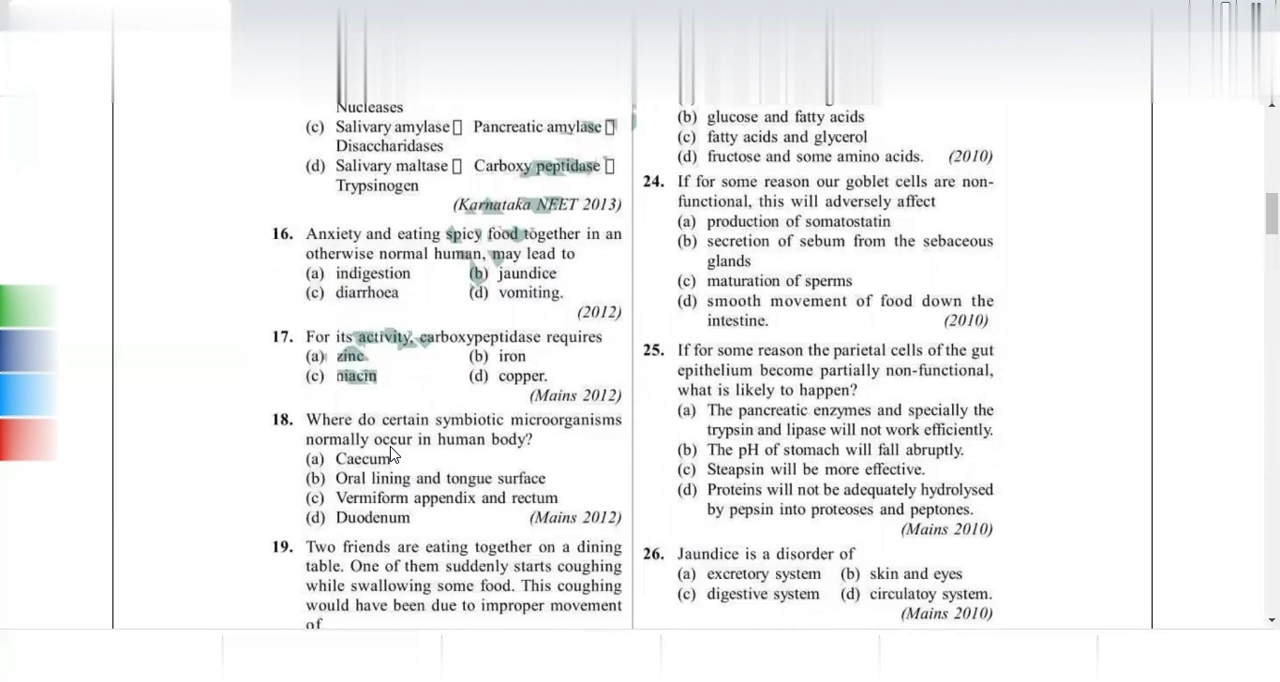 Nucleases
(c) Salivary amylase Pancreatic amylase
Disaccharidases
(d) Salivary maltase Carboxy peptidase
Trypsinogen
(Karnataka NEET 2013)
16. Anxiety and eating spicy food together in an
otherwise normal human, may lead to
(a) indigestion (b) jaundice
(c) diarrhoea (d) vomiting.
(2012)
17. For its activity, carboxypeptidase requires
(a) zinc (b) iron
(c) niacin (d) copper.
(Mains 2012)
18. Where do certain symbiotic microorganisms
normally occur in human body?
(a) Caecum
(b) Oral lining and tongue surface
(c) Vermiform appendix and rectum
(d) Duodenum (Mains 2012)
19. Two friends are eating together on a dining
table. One of them suddenly starts coughing
while swallowing some food. This coughing
would have been due to improper movement
of
(b) glucose and fatty acids
(c) fatty acids and glycerol
(d) fructose and some amino acids. (2010)
24. If for some reason our goblet cells are non-
functional, this will adversely affect
(a) production of somatostatin
(b) secretion of sebum from the sebaceous
glands
(c) maturation of sperms
(d) smooth movement of food down the
intestine. (2010)
25. If for some reason the parietal cells of the gut
epithelium become partially non-functional,
what is likely to happen?
(a) The pancreatic enzymes and specially the
trypsin and lipase will not work efficiently.
(b) The pH of stomach will fall abruptly.
(c) Steapsin will be more effective.
(d) Proteins will not be adequately hydrolysed
by pepsin into proteoses and peptones.
(Mains 2010)
26. Jaundice is a disorder of
(a) excretory system (b) skin and eyes
(c) digestive system (d) circulatoy system.
(Mains 2010)